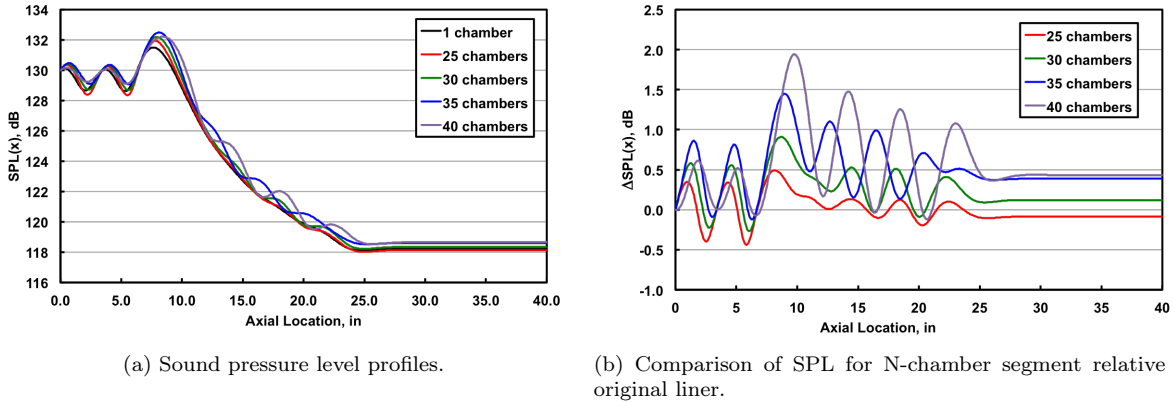 134
132
130
128
126
124
122
120
118
116
SPL(x), dB
0.0 5.0 10.0 15.0 20.0 25.0 30.0 35.0 40.0
Axial Location, in
1 chamber
25 chambers
30 chambers
35 chambers
40 chambers
(a) Sound pressure level profiles.
2.5
2.0
1.5
1.0
0.5
0.0
-0.5
-1.0
ΔSPL(x), dB
0 5 10 15 20 25 30 35 40
Axial Location, in
25 chambers
30 chambers
35 chambers
40 chambers
(b) Comparison of SPL for N-chamber segment relative
original liner.